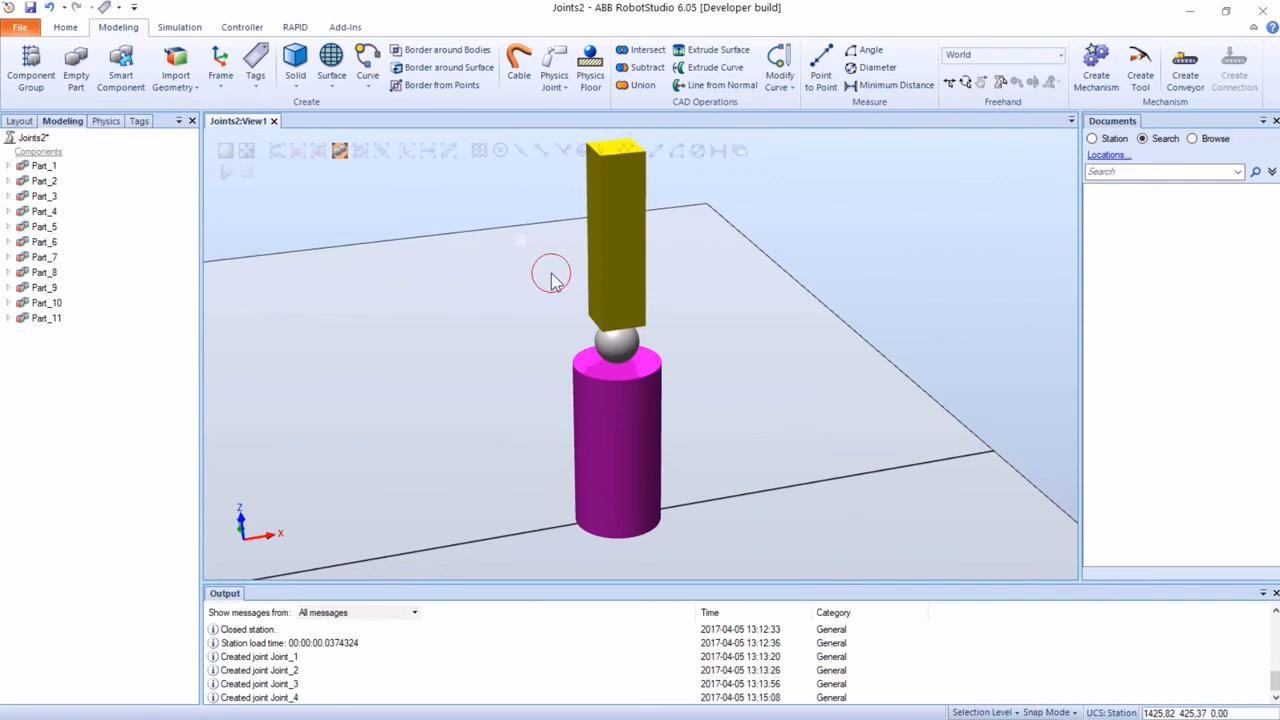 Joints2 - ABB RobotStudio 6.05 [Developer build]
File Home Modeling Simulation Controller RAPID Add-Ins
Component Group
Empty Part
Smart Component
Import Geometry
Frame
Tags
Solid
Surface
Curve
Border around Bodies
Border around Surface
Border from Points
Create
Cable
Physics Joint
Physics Floor
Intersect
Subtract
Union
Extrude Surface
Extrude Curve
Line from Normal
Modify Curve
CAD Operations
Point to Point
Angle
Diameter
Minimum Distance
Measure
World
Freehand
Create Mechanism
Create Tool
Create Conveyor
Create Connection
Mechanism
Layout Modeling Physics Tags
Joints2:View1
Documents
Joints2*
Components
Part_1
Part_2
Part_3
Part_4
Part_5
Part_6
Part_7
Part_8
Part_9
Part_10
Part_11
Station Search Browse
Locations...
Search
Z
X
Output
Show messages from: All messages Time Category
Closed station. 2017-04-05 13:12:33 General
Station load time: 00:00:00.0374324 2017-04-05 13:12:36 General
Created joint Joint_1 2017-04-05 13:13:20 General
Created joint Joint_2 2017-04-05 13:13:26 General
Created joint Joint_3 2017-04-05 13:13:56 General
Created joint Joint_4 2017-04-05 13:15:08 General
Selection Level Snap Mode UCS: Station 1425,82 425,37 0,00